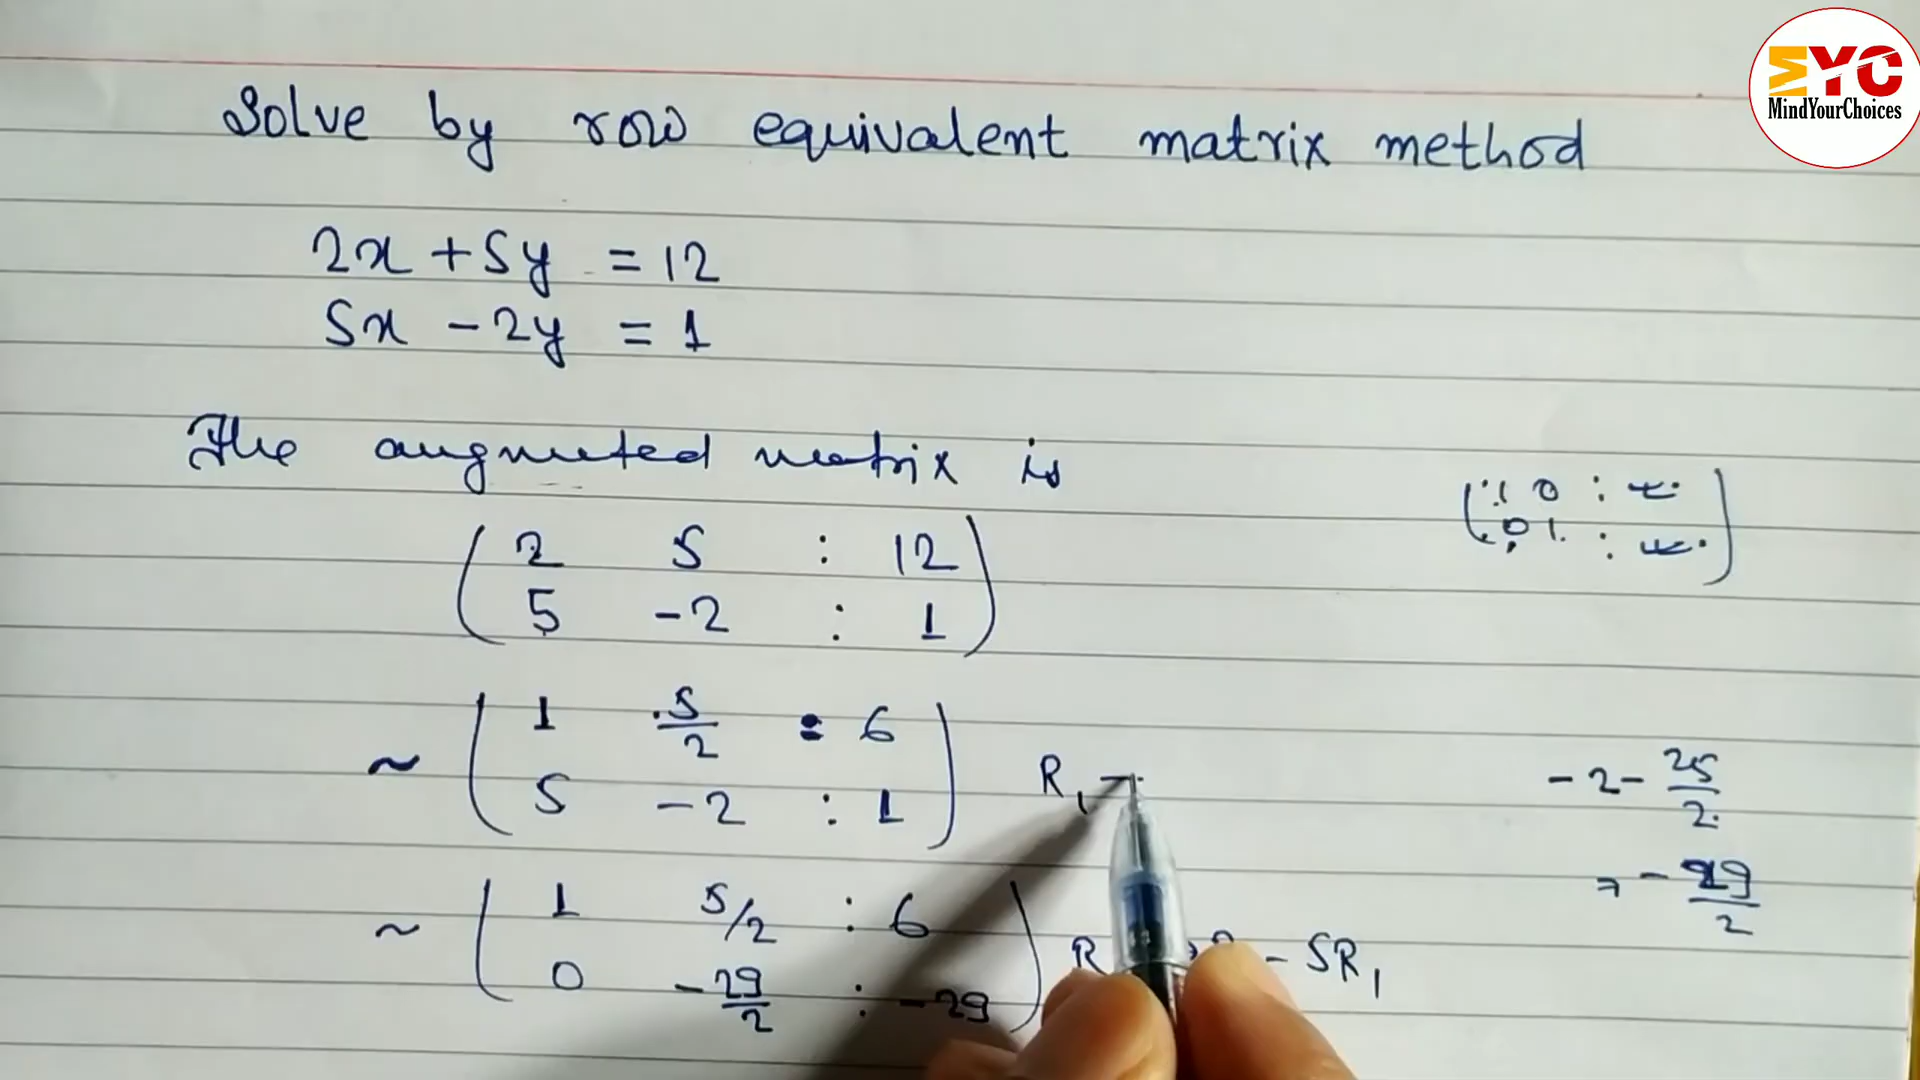 MYC
MindYourChoices
Solve by row equivalent matrix method
2x + 5y = 12
5x - 2y = 1
The augmuted matrix is
( 2 5 : 12
5 -2 : 1 )
( 1 0 : *
0 1 : * )
~ ( 1 5/2 : 6
5 -2 : 1 ) R₁ →
-2 - 25/2
= -29/2
~ ( 1 5/2 : 6
0 -29/2 : -29 ) R - 5R₁